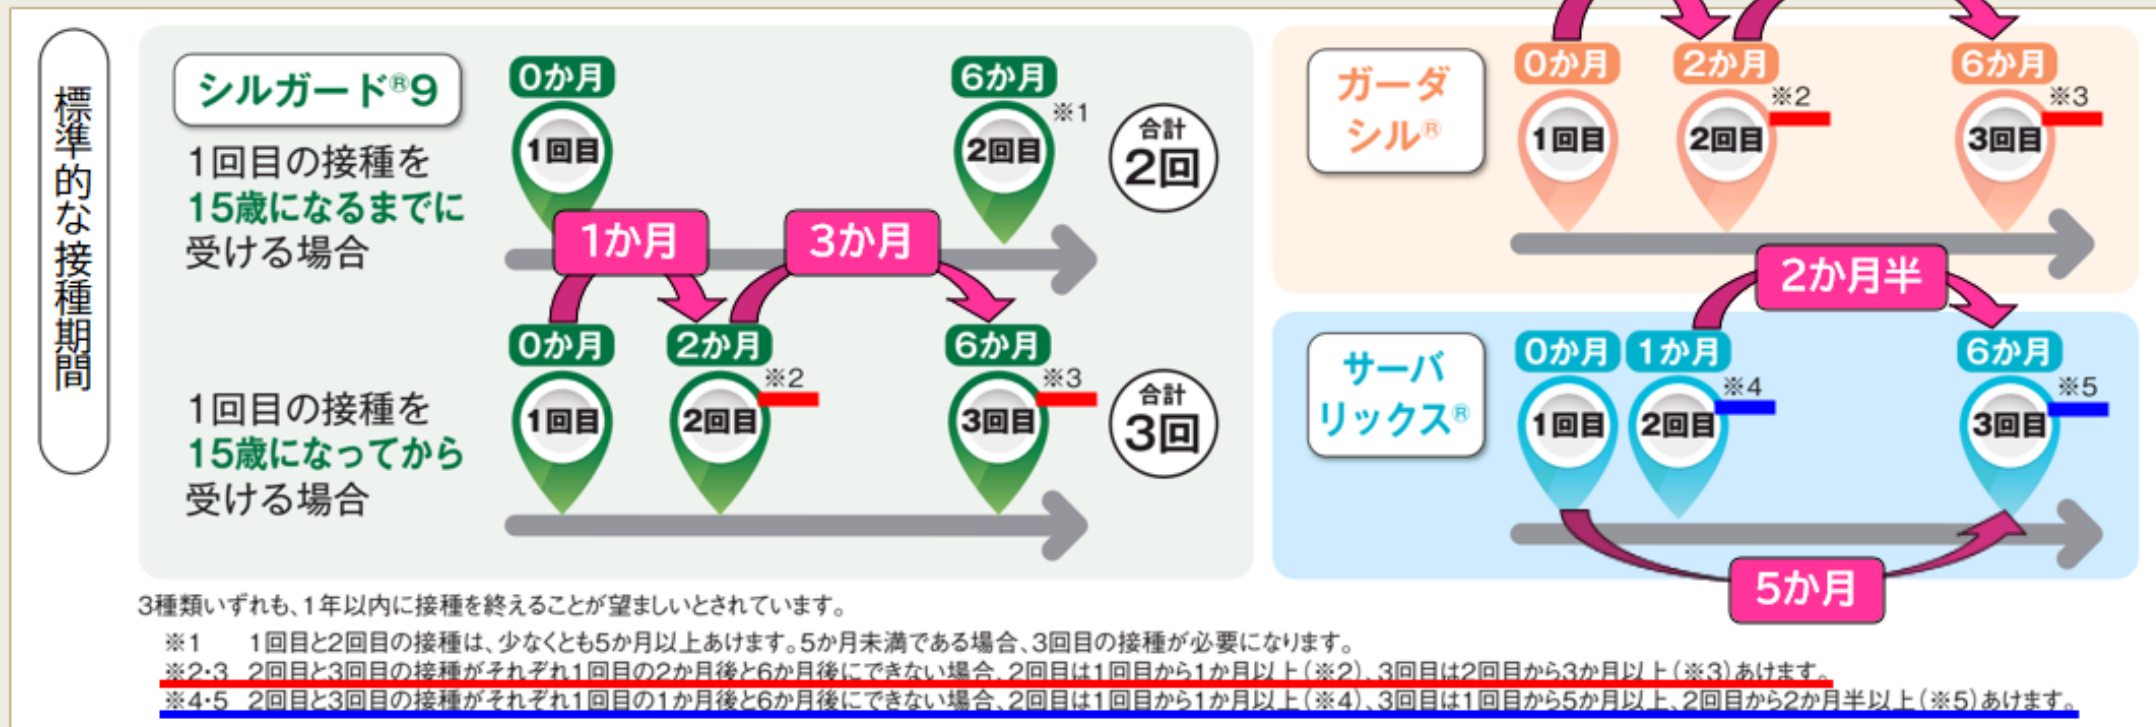 標準的な接種期間
シルガード®9
1回目の接種を
15歳になるまでに
受ける場合
0か月
1回目
6か月
※1
2回目
合計
2回
1か月
3か月
1回目の接種を
15歳になってから
受ける場合
0か月
1回目
2か月
※2
2回目
6か月
※3
3回目
合計
3回
ガーダ
シル®
0か月
1回目
2か月
※2
2回目
6か月
※3
3回目
2か月半
サーバ
リックス®
0か月
1回目
1か月
※4
2回目
6か月
※5
3回目
5か月
3種類いずれも、1年以内に接種を終えることが望ましいとされています。
※1 1回目と2回目の接種は、少なくとも5か月以上あけます。5か月未満である場合、3回目の接種が必要になります。
※2・3 2回目と3回目の接種がそれぞれ1回目の2か月後と6か月後にできない場合、2回目は1回目から1か月以上（※2）、3回目は2回目から3か月以上（※3）あけます。
※4・5 2回目と3回目の接種がそれぞれ1回目の1か月後と6か月後にできない場合、2回目は1回目から1か月以上（※4）、3回目は1回目から5か月以上、2回目から2か月半以上（※5）あけます。